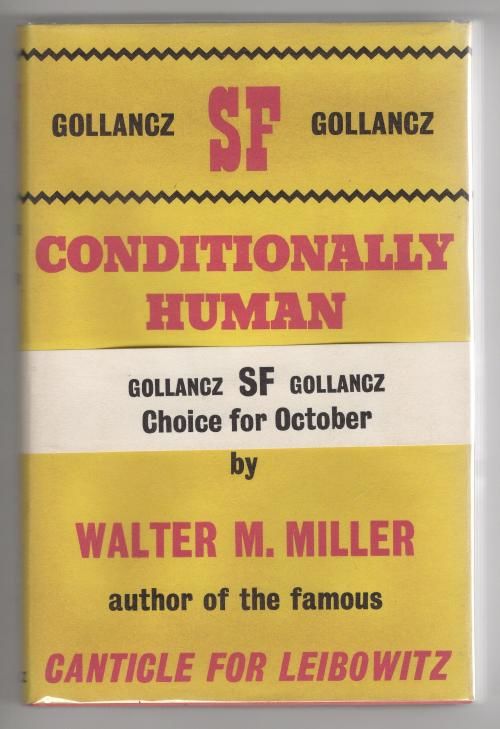 GOLLANCZ SF GOLLANCZ
CONDITIONALLY
HUMAN
GOLLANCZ SF GOLLANCZ
Choice for October
by
WALTER M. MILLER
author of the famous
CANTICLE FOR LEIBOWITZ